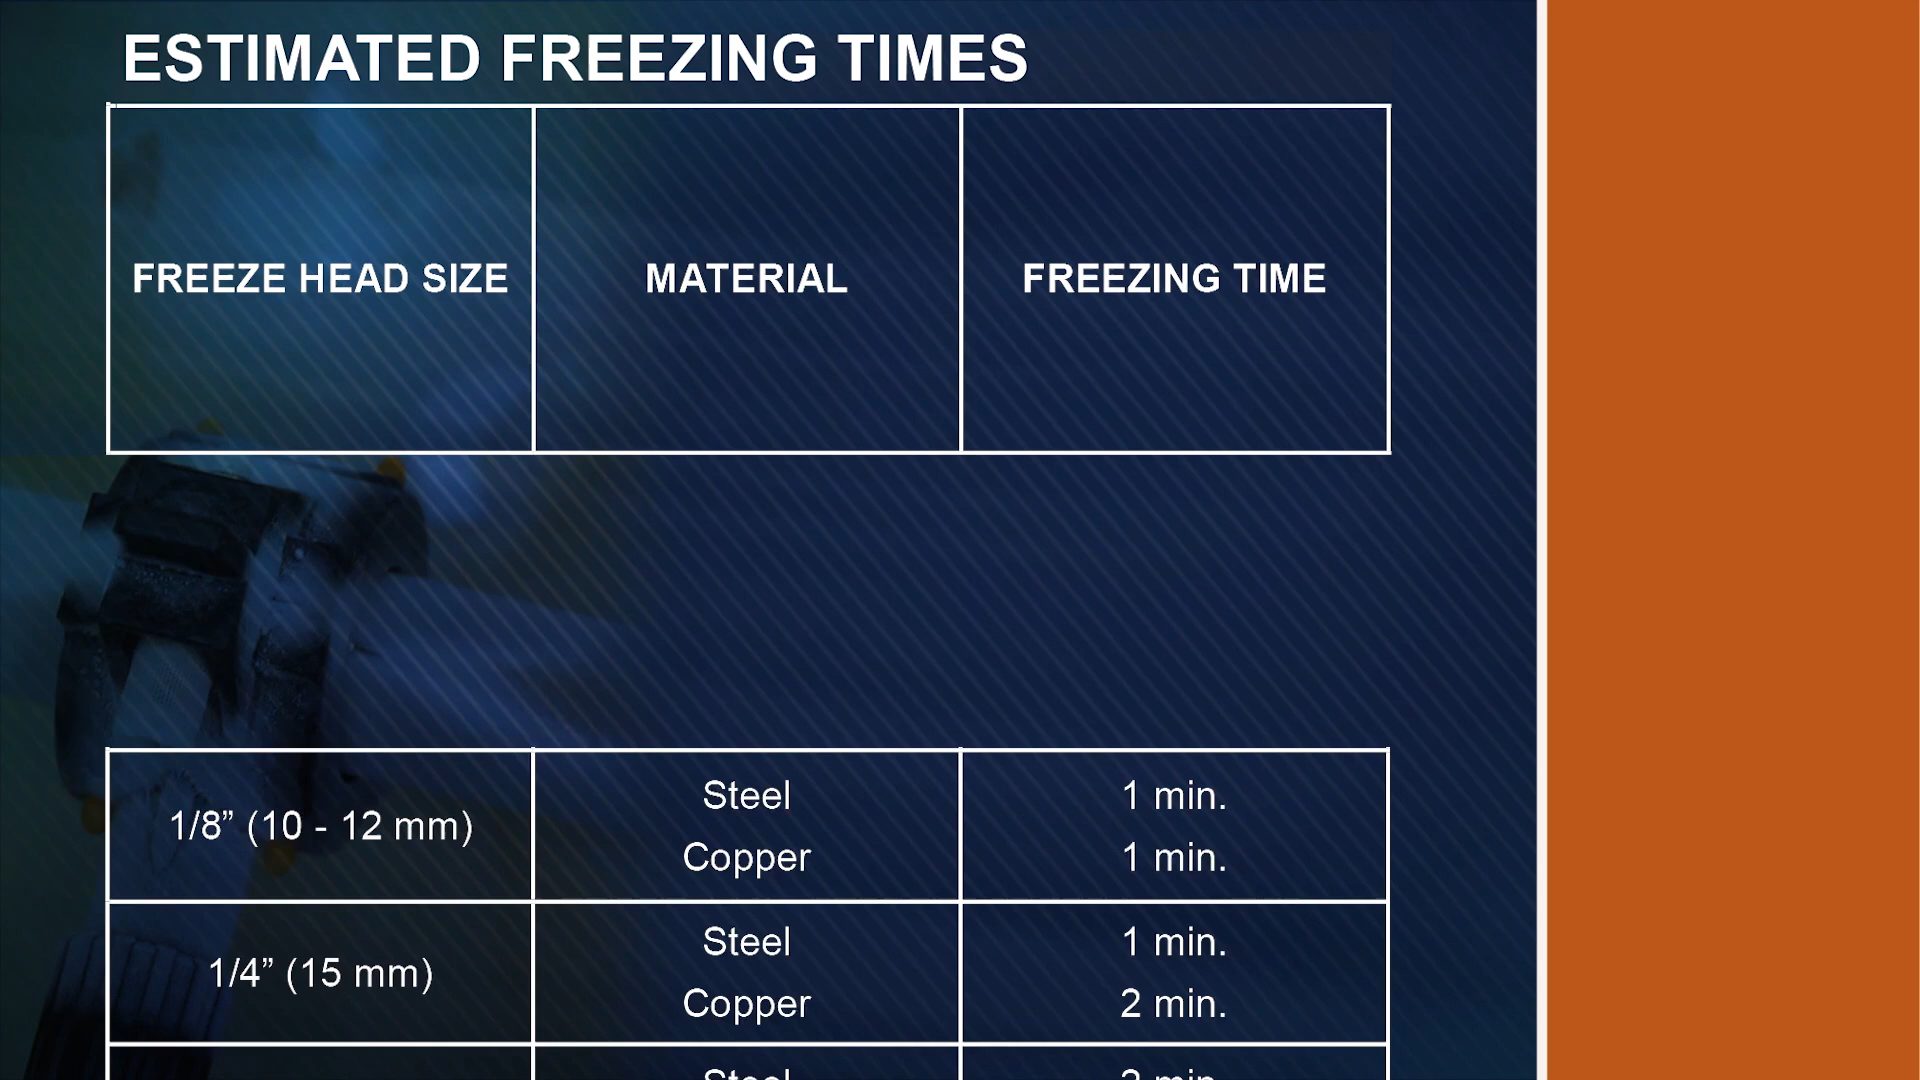 ESTIMATED FREEZING TIMES
FREEZE HEAD SIZE MATERIAL FREEZING TIME
1/8” (10 - 12 mm) Steel 1 min.
Copper 1 min.
1/4” (15 mm) Steel 1 min.
Copper 2 min.
Steel